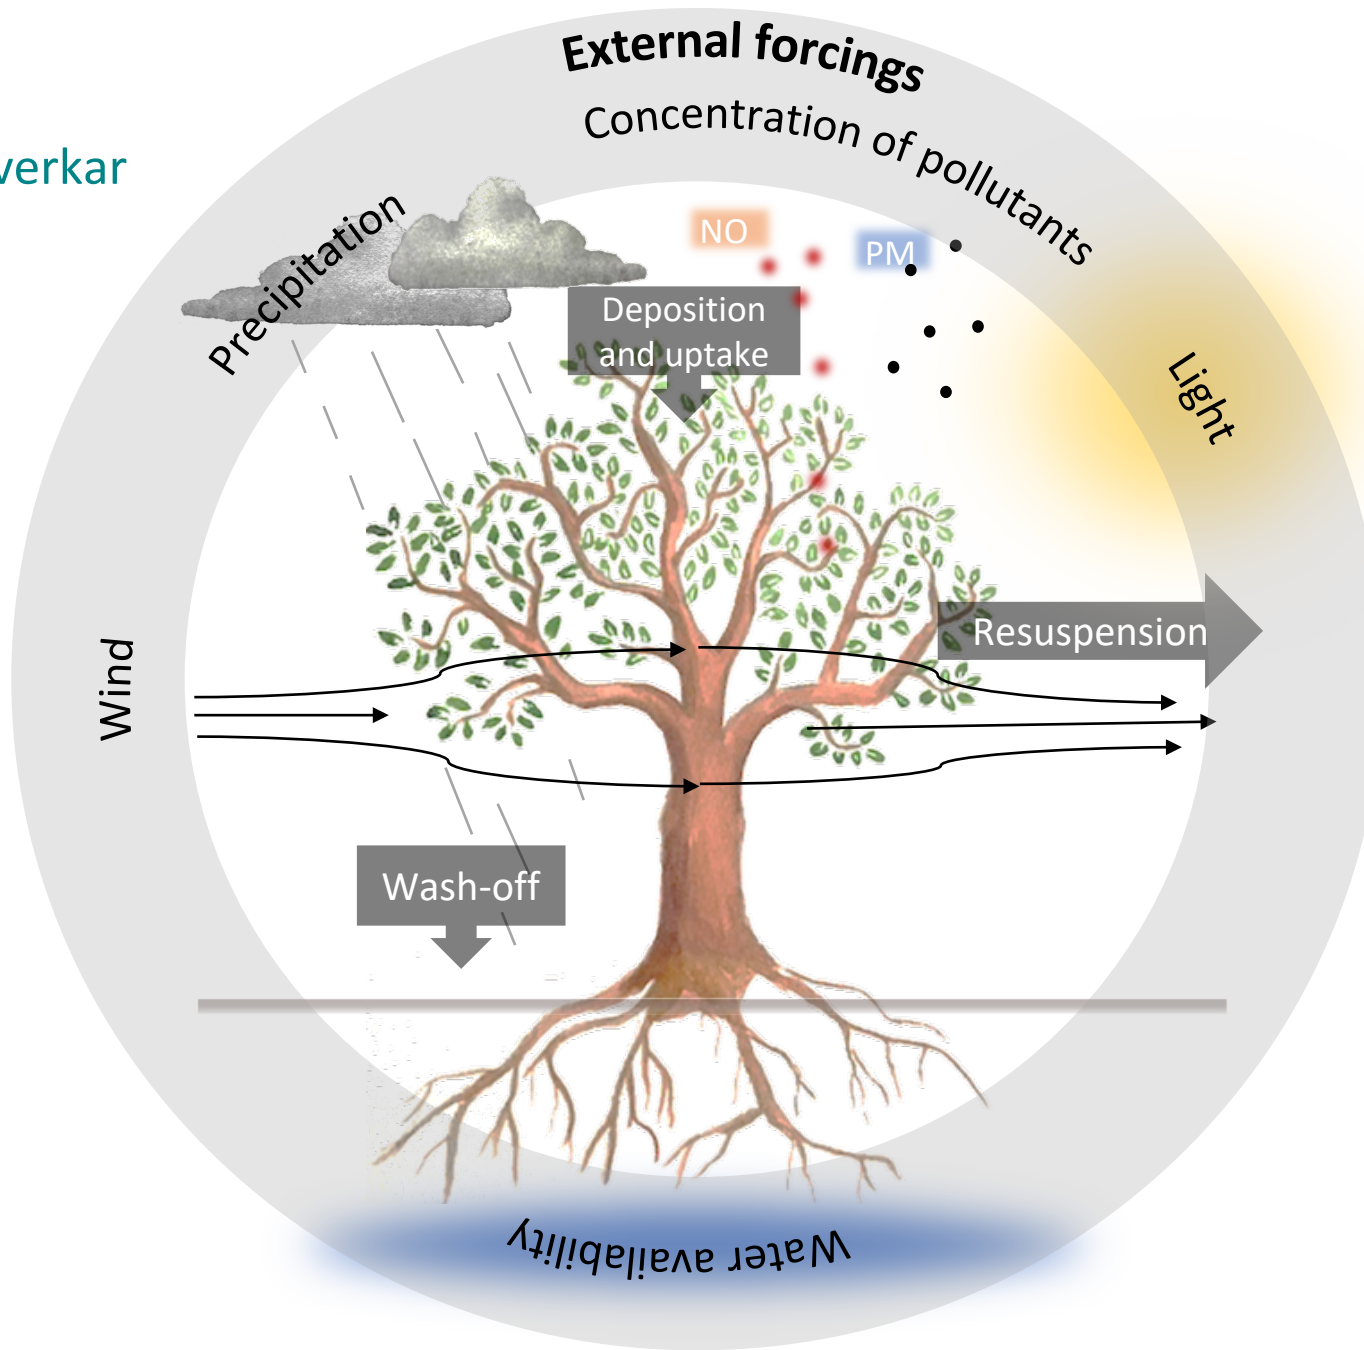 External forcings
Concentration of pollutants
verkar
Precipitation
NO
PM
Deposition
and uptake
Light
Resuspension
Wind
Wash-off
Water availability